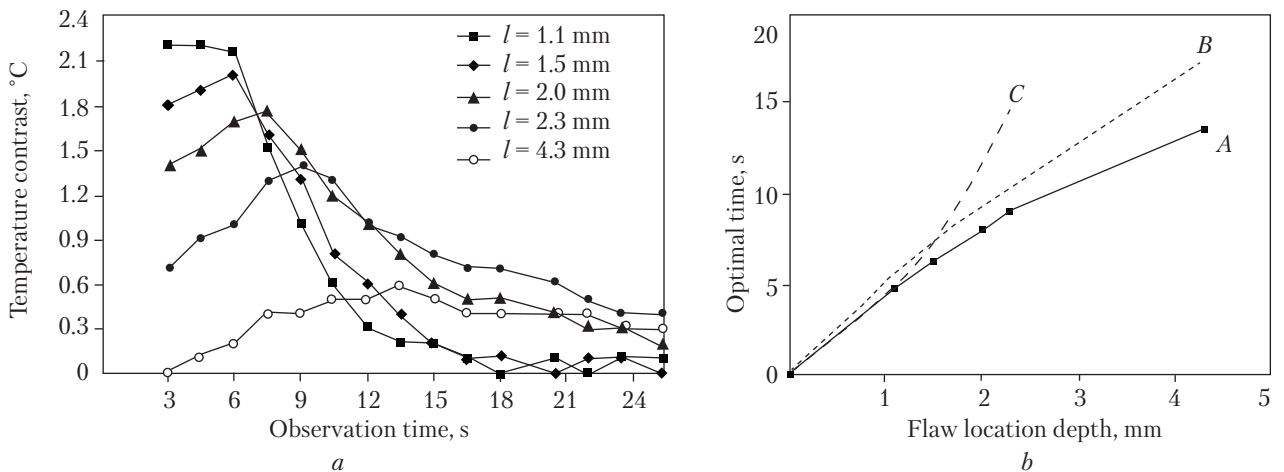 Temperature contrast, °C
2.4
2.1
1.8
1.5
1.2
0.9
0.6
0.3
0
l = 1.1 mm
l = 1.5 mm
l = 2.0 mm
l = 2.3 mm
l = 4.3 mm
3 6 9 12 15 18 21 24
Observation time, s
a
Optimal time, s
20
15
10
5
0
A
B
C
1 2 3 4 5
Flaw location depth, mm
b